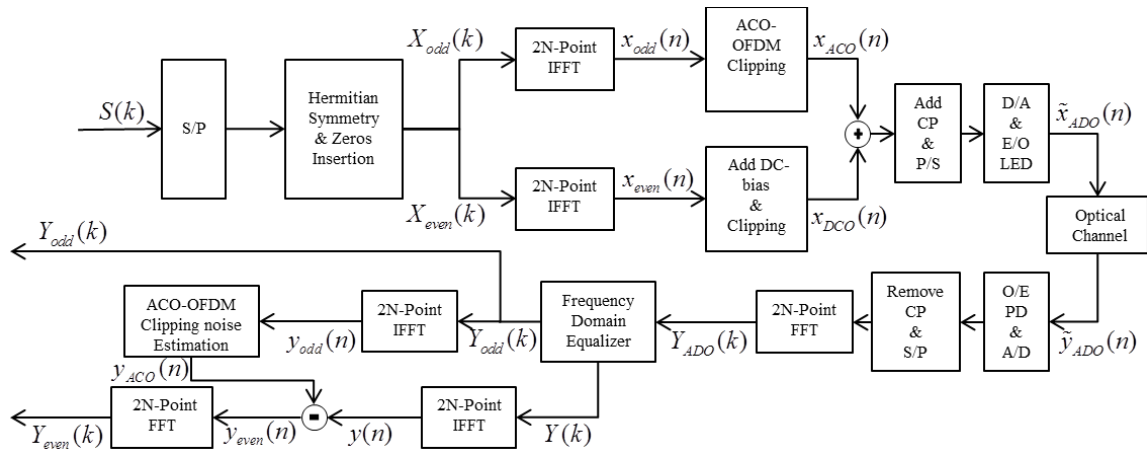 S(k)
S/P
Hermitian
Symmetry
& Zeros
Insertion
X_odd(k)
2N-Point
IFFT
x_odd(n)
ACO-
OFDM
Clipping
x_ACO(n)
X_even(k)
2N-Point
IFFT
x_even(n)
Add DC-
bias
&
Clipping
x_DCO(n)
+
Add
CP
&
P/S
D/A
&
E/O
LED
x̃_ADO(n)
Optical
Channel
ỹ_ADO(n)
O/E
PD
&
A/D
Remove
CP
&
S/P
2N-Point
FFT
Y_ADO(k)
Frequency
Domain
Equalizer
Y_odd(k)
Y_odd(k)
2N-Point
IFFT
y_odd(n)
ACO-OFDM
Clipping noise
Estimation
y_ACO(n)
Y(k)
2N-Point
IFFT
y(n)
-
y_even(n)
2N-Point
FFT
Y_even(k)